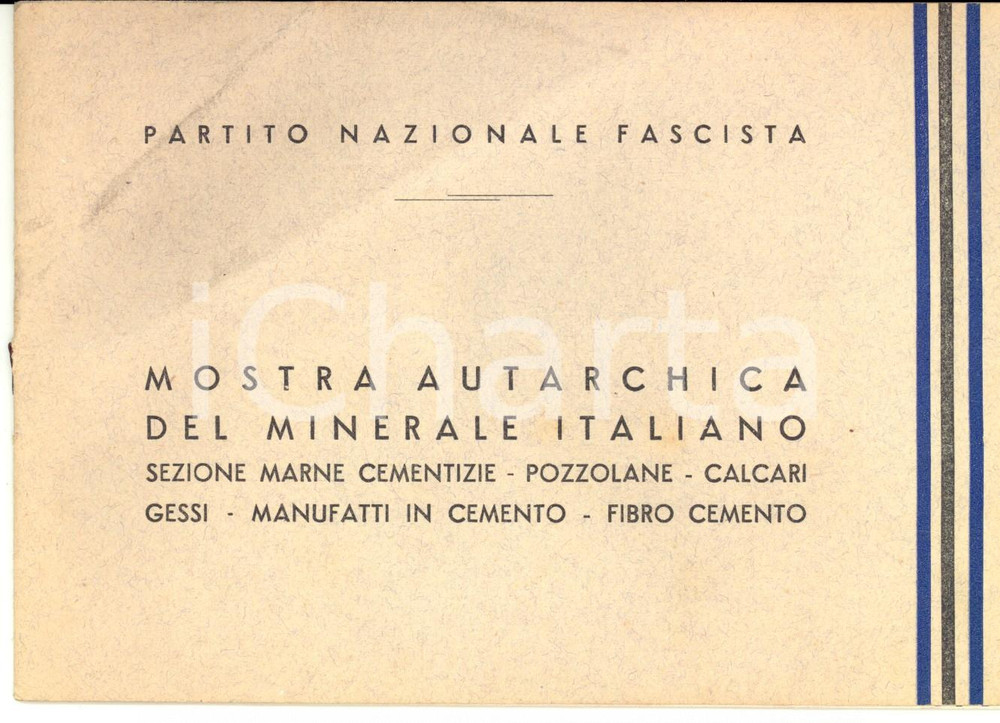 PARTITO NAZIONALE FASCISTA
iCharta
MOSTRA AUTARCHICA
DEL MINERALE ITALIANO
SEZIONE MARNE CEMENTIZIE - POZZOLANE - CALCARI
GESSI - MANUFATTI IN CEMENTO - FIBRO CEMENTO